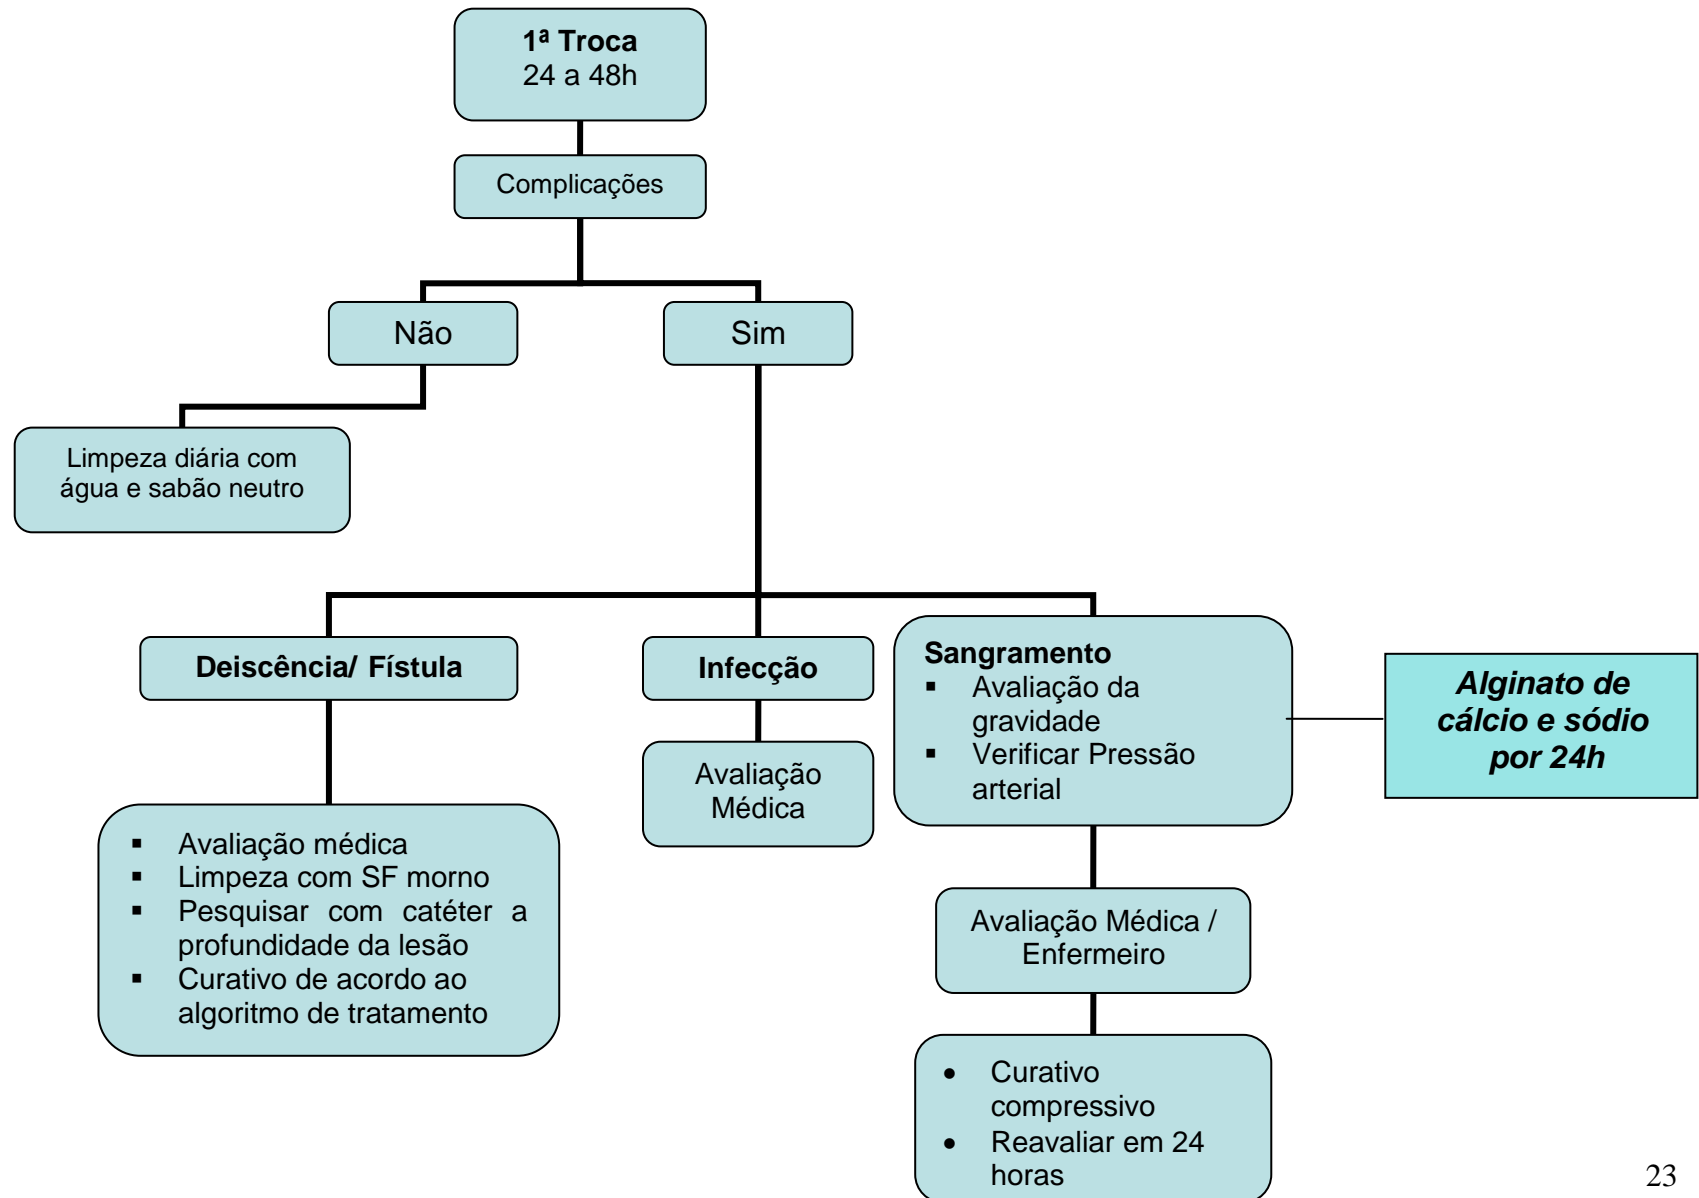 1ª Troca
24 a 48h
Complicações
Não
Sim
Limpeza diária com
água e sabão neutro
Deiscência/ Fístula
Infecção
Sangramento
▪ Avaliação da
gravidade
▪ Verificar Pressão
arterial
Alginato de
cálcio e sódio
por 24h
Avaliação
Médica
▪ Avaliação médica
▪ Limpeza com SF morno
▪ Pesquisar com catéter a
profundidade da lesão
▪ Curativo de acordo ao
algoritmo de tratamento
Avaliação Médica /
Enfermeiro
• Curativo
compressivo
• Reavaliar em 24
horas
23